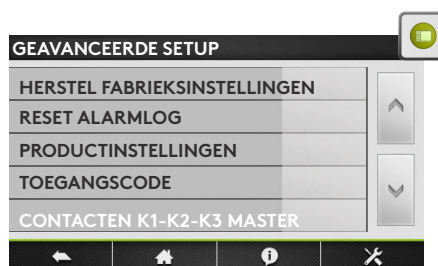 GEAVANCEERDE SETUP
HERSTEL FABRIEKSINSTELLINGEN
RESET ALARMLOG
PRODUCTINSTELLINGEN
TOEGANGSCODE
CONTACTEN K1-K2-K3 MASTER